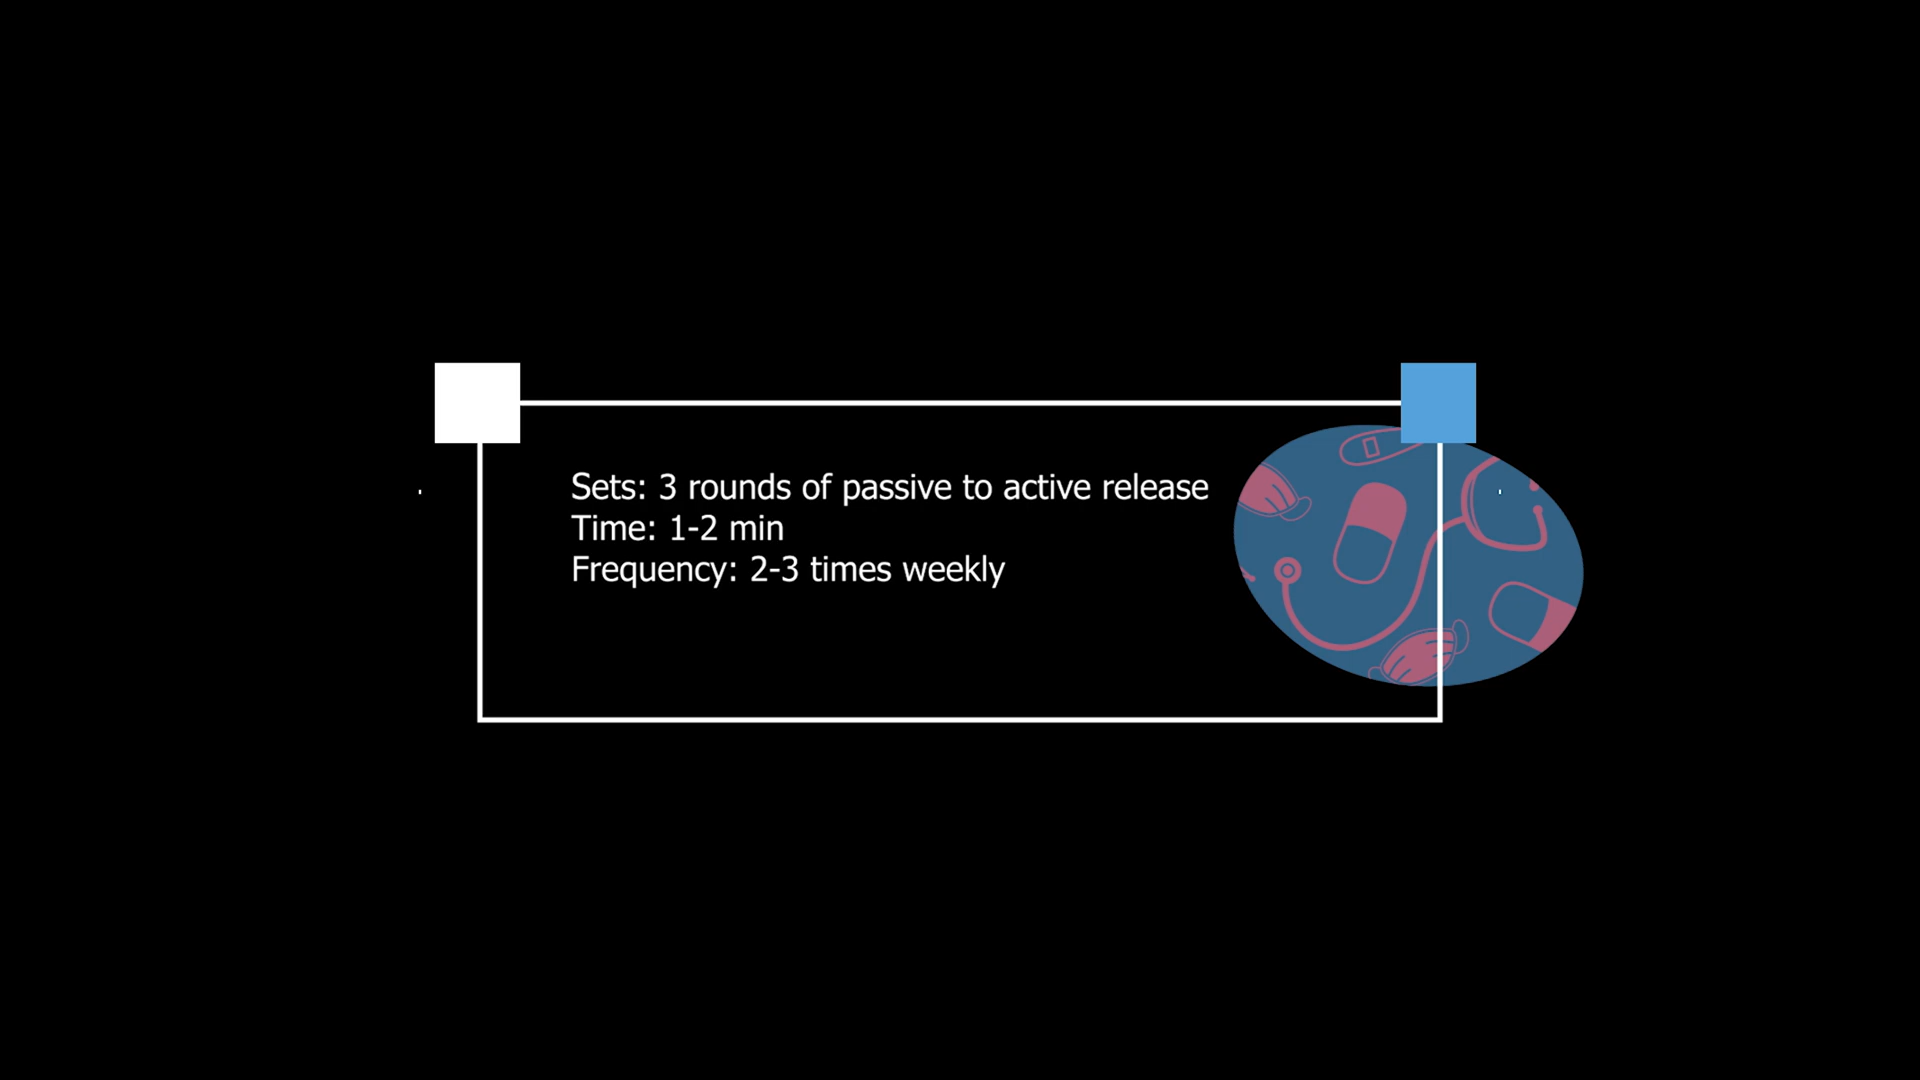 Sets: 3 rounds of passive to active release
Time: 1-2 min
Frequency: 2-3 times weekly